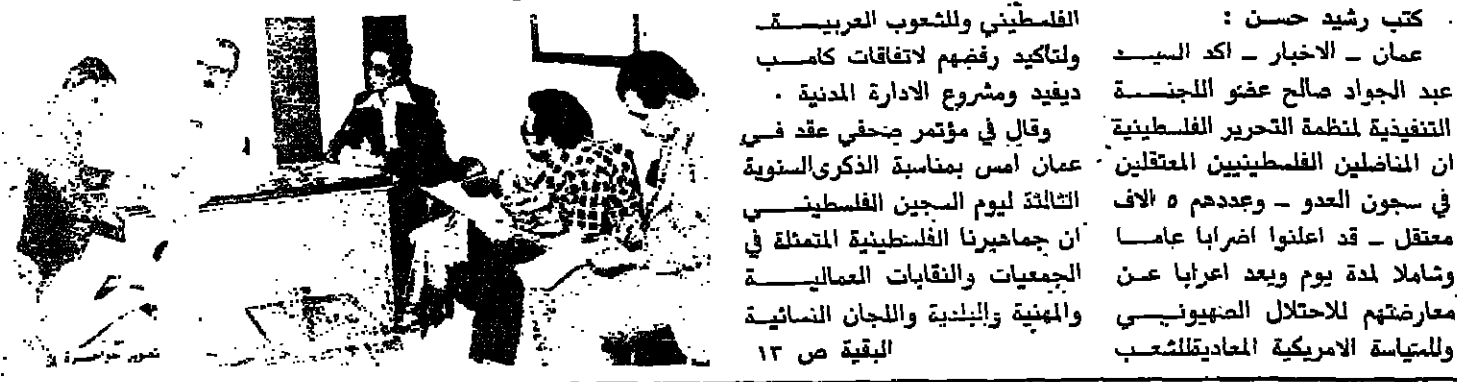 كتب رشيد حسن :
عمان ـ الاخبار ـ اكد السيد
عبد الجواد صالح عضو اللجنة
التنفيذية لمنظمة التحرير الفلسطينية
ان المناضلين الفلسطينيين المعتقلين
في سجون العدو ـ وعددهم ٥ الاف
معتقل ـ قد اعلنوا اضرابا عاما
وشاملا لمدة يوم ويعد اعرابا عن
معارضتهم للاحتلال الصهيوني
وللسياسة الامريكية المعاديةللشعب
الفلسطيني وللشعوب العربية
ولتاكيد رفضهم لاتفاقات كامب
ديفيد ومشروع الادارة المدنية .
وقال في مؤتمر صحفي عقد في
عمان امس بمناسبة الذكرىالسنوية
الثالثة ليوم السجين الفلسطيني
ان جماهيرنا الفلسطينية المتمثلة في
الجمعيات والنقابات العمالية
والمهنية والبلدية واللجان النسائية
البقية ص ١٣
تصوير